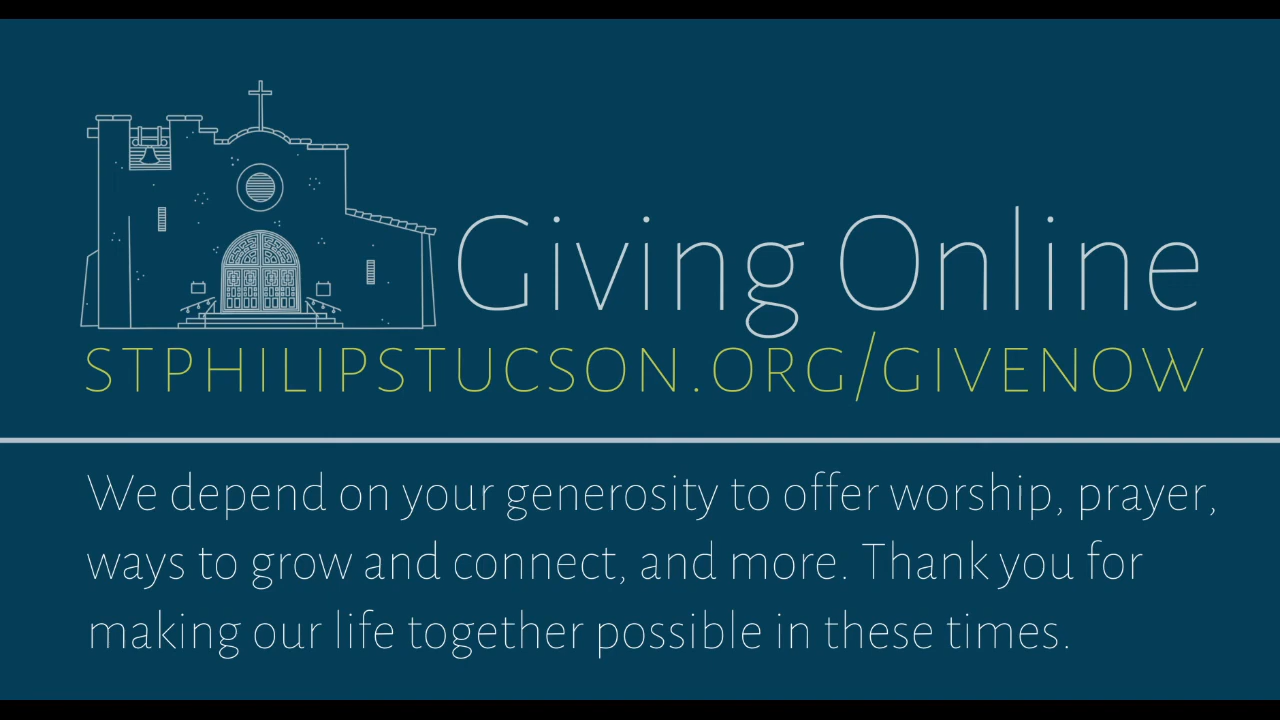 Giving Online
STPHILIPSTUCSON.ORG/GIVENOW
We depend on your generosity to offer worship, prayer,
ways to grow and connect, and more. Thank you for
making our life together possible in these times.